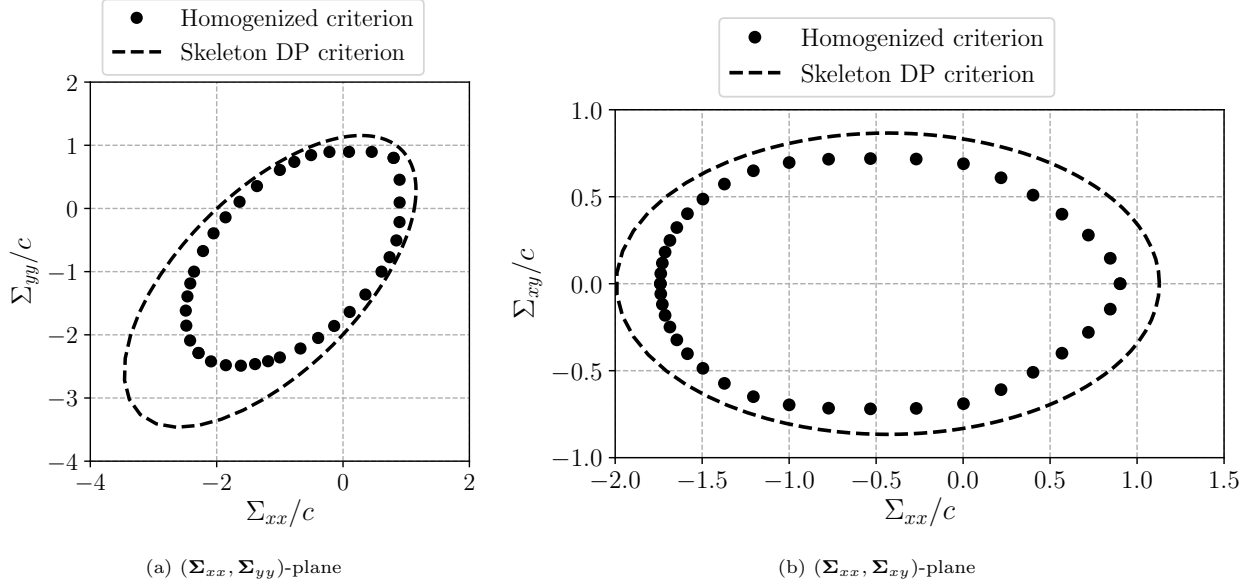 Homogenized criterion
Skeleton DP criterion
2
1
0
−1
−2
−3
−4
−4
−2
0
2
Σyy/c
Σxx/c
(a) (Σxx, Σyy)-plane
Homogenized criterion
Skeleton DP criterion
1.0
0.5
0.0
−0.5
−1.0
−2.0
−1.5
−1.0
−0.5
0.0
0.5
1.0
1.5
Σxy/c
Σxx/c
(b) (Σxx, Σxy)-plane